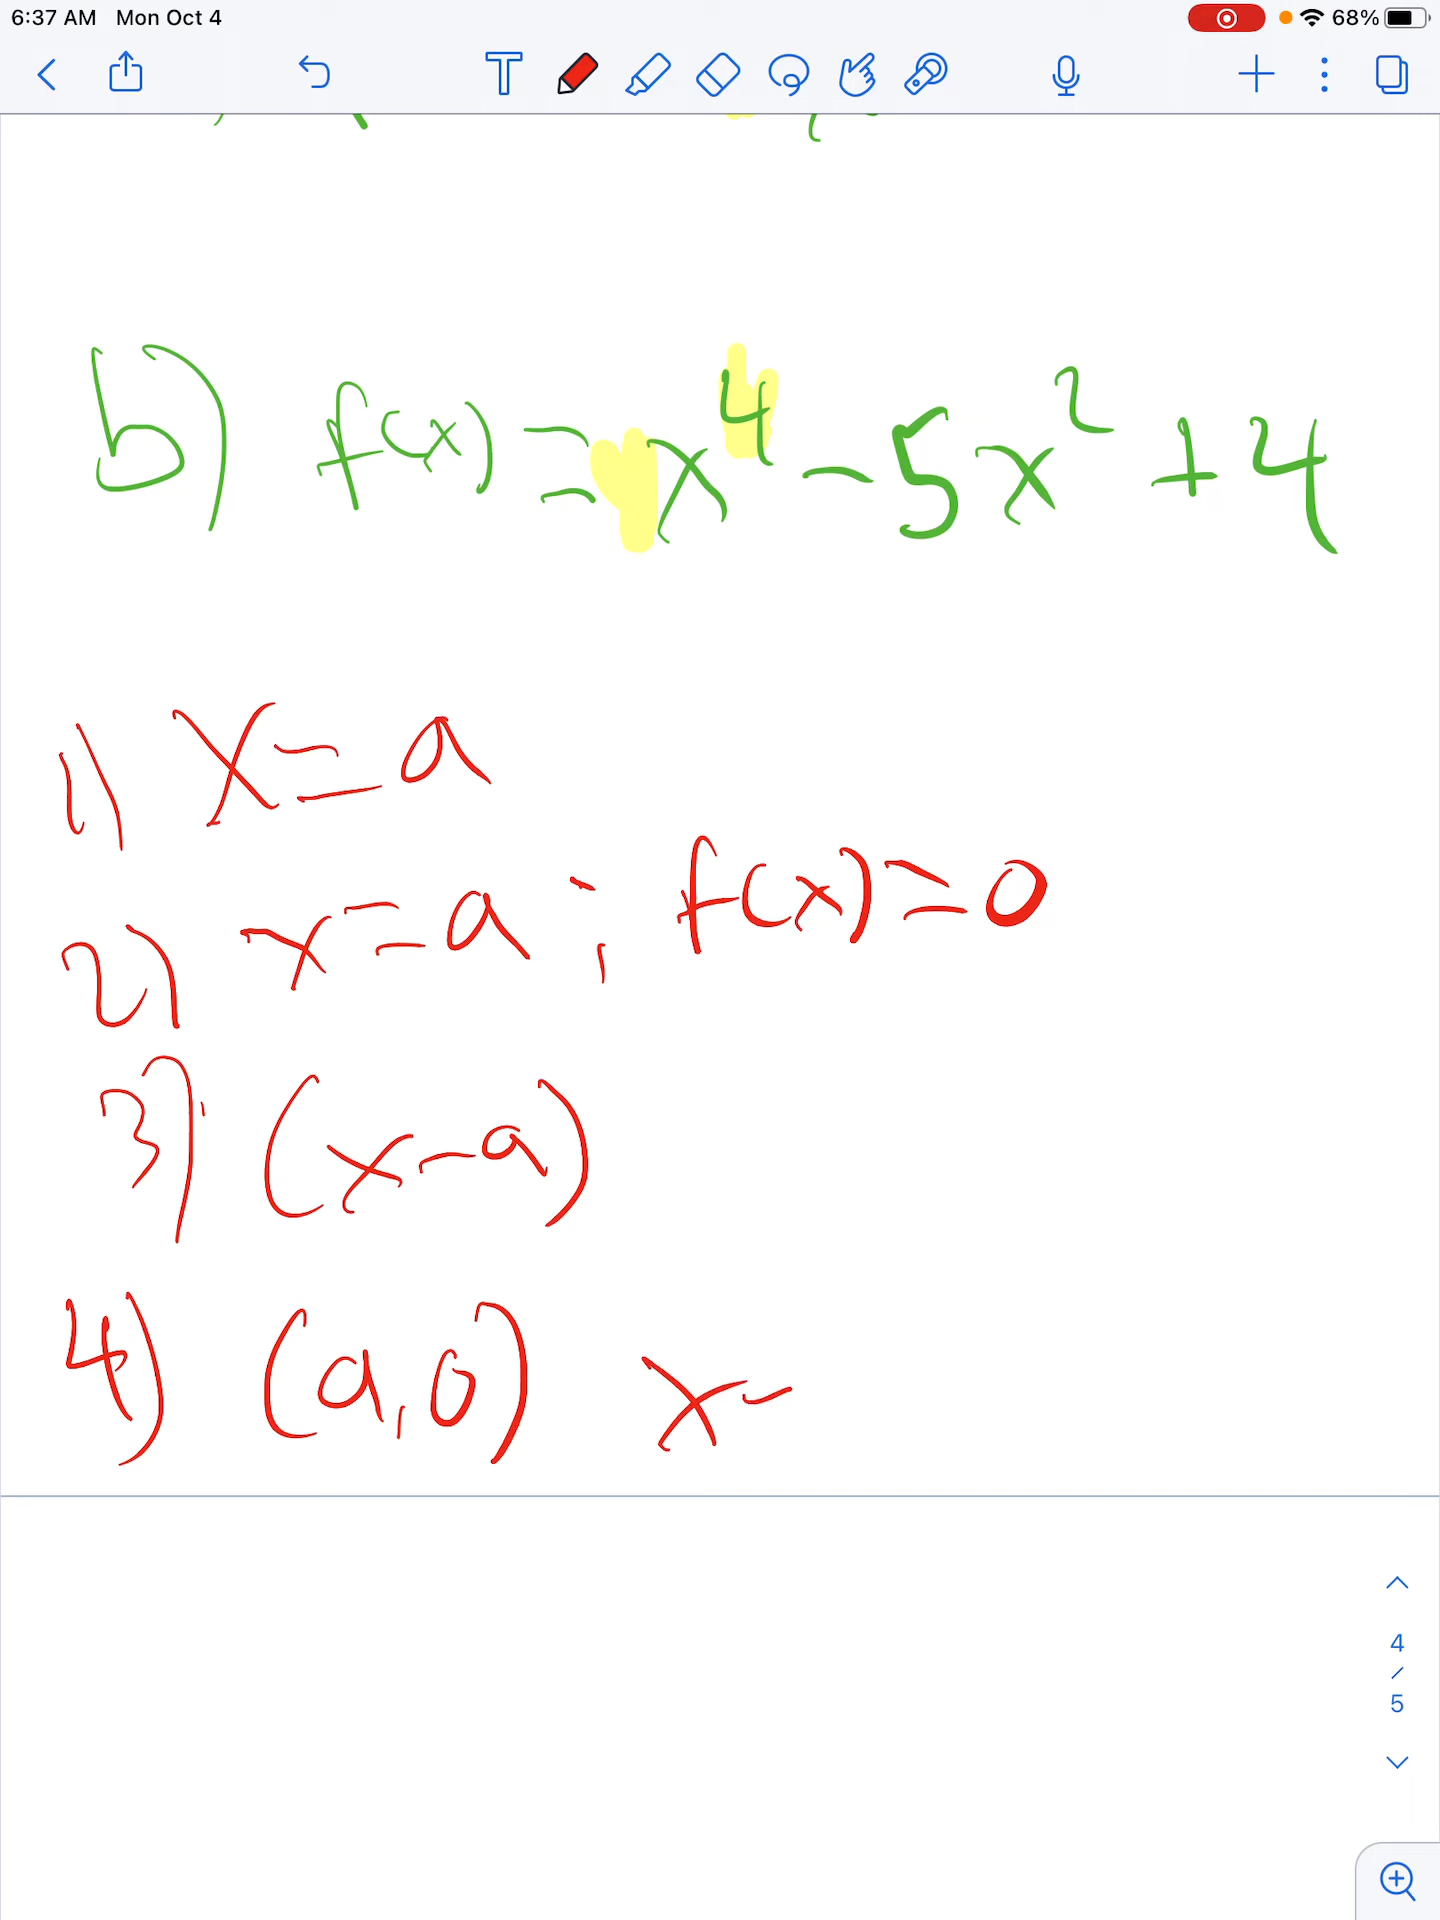 6:37 AM Mon Oct 4 68%
T
b) f(x) = x⁴ - 5x² + 4
1) x = a
2) x = a ; f(x) = 0
3) (x - a)
4) (a, 0) x -
4
/
5